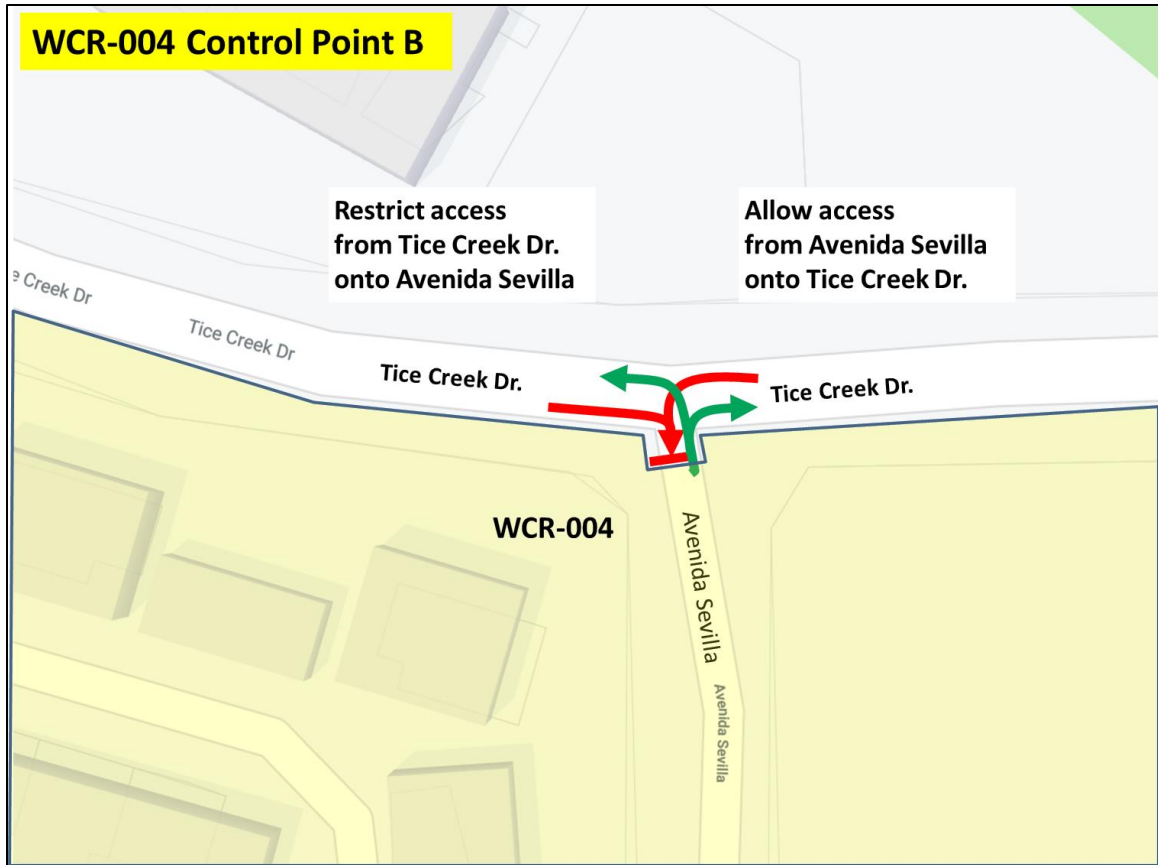 WCR-004 Control Point B
Restrict access
from Tice Creek Dr.
onto Avenida Sevilla
Allow access
from Avenida Sevilla
onto Tice Creek Dr.
e Creek Dr
Tice Creek Dr
Tice Creek Dr.
Tice Creek Dr.
WCR-004
Avenida Sevilla
Avenida Sevilla